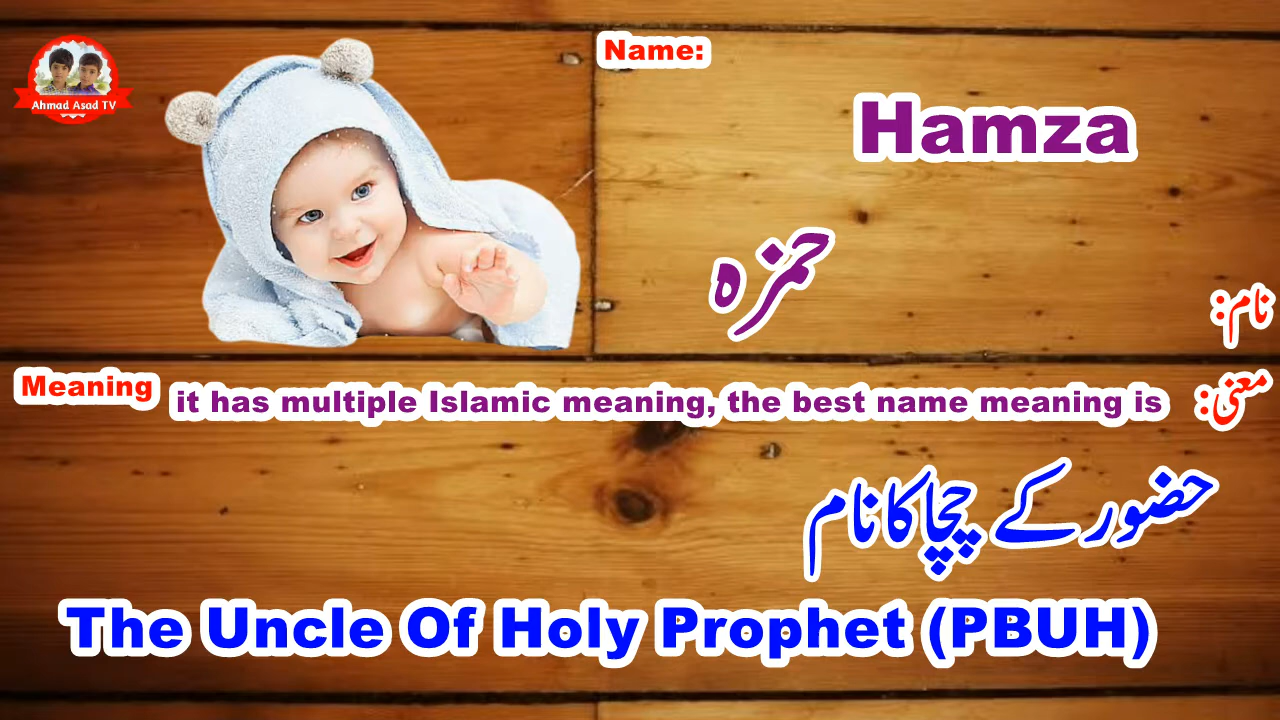 Ahmad Asad TV
Name:
Hamza
حمزہ
نام:
Meaning
it has multiple Islamic meaning, the best name meaning is
معنی:
حضور کے چچا کا نام
The Uncle Of Holy Prophet (PBUH)